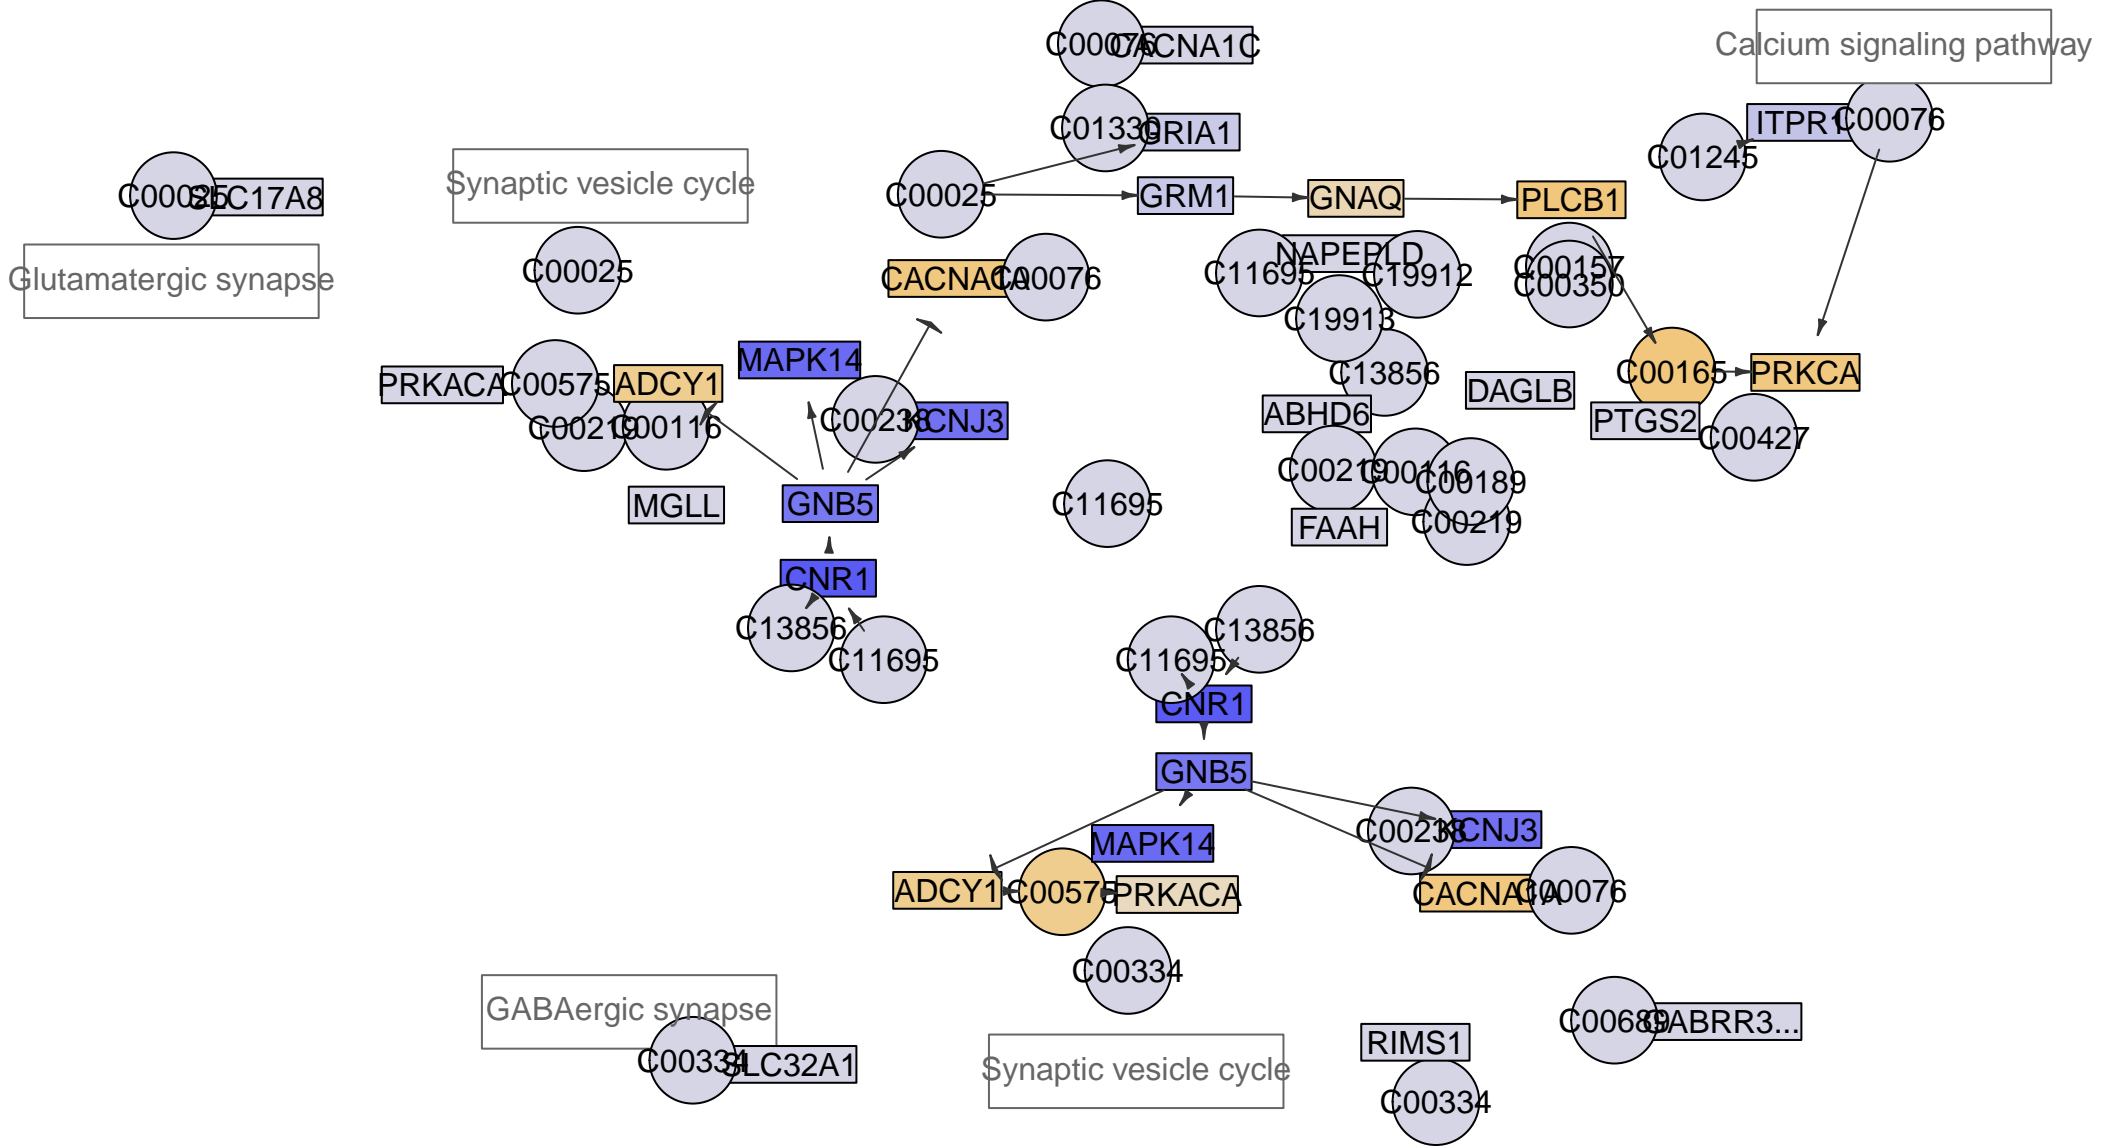 C00076
CACNA1C
Calcium signaling pathway
C01330
GRIA1
ITPR1
C00076
C01245
C00025
SLC17A8
Synaptic vesicle cycle
C00025
GRM1
GNAQ
PLCB1
Glutamatergic synapse
C00025
CACNA1A
C00076
C11695
NAPEPLD
C19912
C00157
C00350
C19913
MAPK14
PRKACA
C00575
ADCY1
C13856
DAGLB
C00165
PRKCA
C00219
C00116
C00238
KCNJ3
ABHD6
PTGS2
C00427
C00219
C00116
C00189
MGLL
GNB5
C11695
FAAH
C00219
CNR1
C13856
C11695
C11695
C13856
CNR1
GNB5
C00238
KCNJ3
MAPK14
ADCY1
C00575
PRKACA
CACNA1A
C00076
C00334
GABAergic synapse
C00689
GABRR3...
C00334
SLC32A1
RIMS1
Synaptic vesicle cycle
C00334